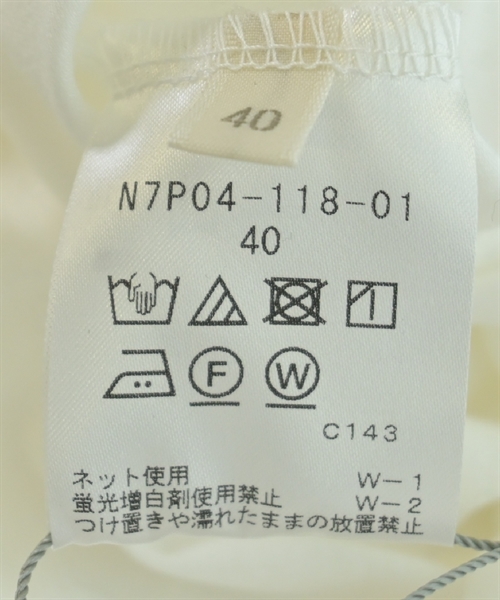 40
N7P04-118-01
40
F W
C143
ネット使用 W-1
蛍光増白剤使用禁止 W-2
つけ置きや濡れたままの放置禁止